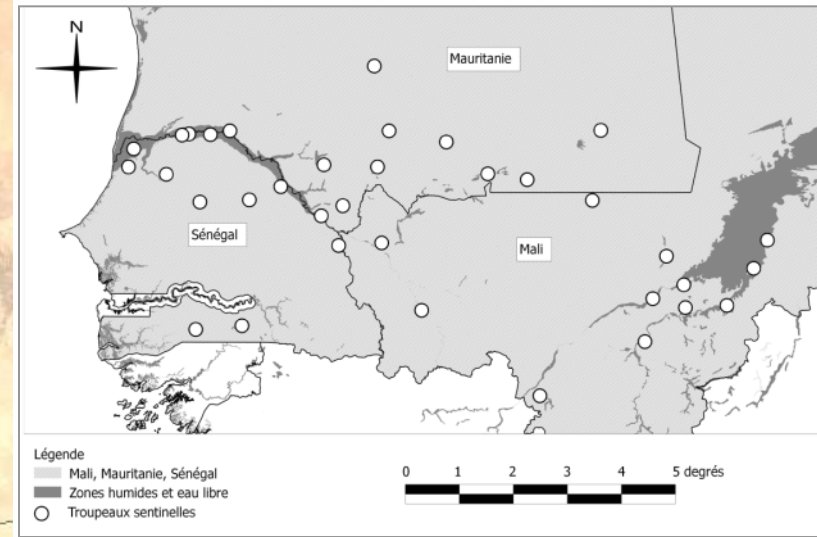 N
Mauritanie
Sénégal
Mali
Légende
Mali, Mauritanie, Sénégal
Zones humides et eau libre
Troupeaux sentinelles
0 1 2 3 4 5 degrés